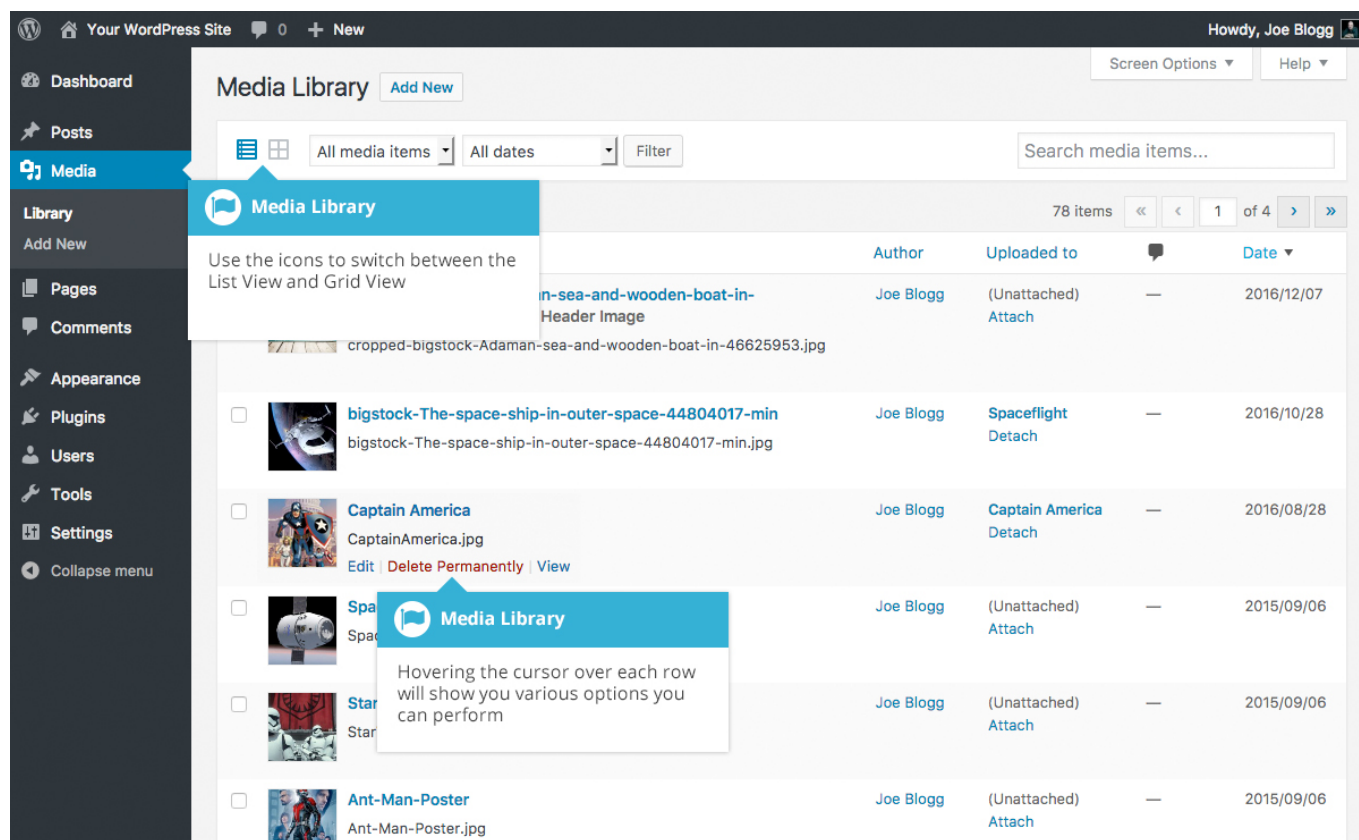 Your WordPress Site 0 + New Howdy, Joe Blogg
Dashboard
Posts
Media
Library
Add New
Pages
Comments
Appearance
Plugins
Users
Tools
Settings
Collapse menu
Screen Options ▼ Help ▼
Media Library Add New
All media items All dates Filter Search media items...
Media Library
Use the icons to switch between the
List View and Grid View
78 items « ‹ 1 of 4 › »
Author Uploaded to Date ▼
n-sea-and-wooden-boat-in- Joe Blogg (Unattached) — 2016/12/07
Header Image Attach
cropped-bigstock-Adaman-sea-and-wooden-boat-in-46625953.jpg
bigstock-The-space-ship-in-outer-space-44804017-min Joe Blogg Spaceflight — 2016/10/28
bigstock-The-space-ship-in-outer-space-44804017-min.jpg Detach
Captain America Joe Blogg Captain America — 2016/08/28
CaptainAmerica.jpg Detach
Edit | Delete Permanently | View
Spa Joe Blogg (Unattached) — 2015/09/06
Spac Attach
Media Library
Hovering the cursor over each row
will show you various options you
can perform
Star Joe Blogg (Unattached) — 2015/09/06
Star Attach
Ant-Man-Poster Joe Blogg (Unattached) — 2015/09/06
Ant-Man-Poster.jpg Attach